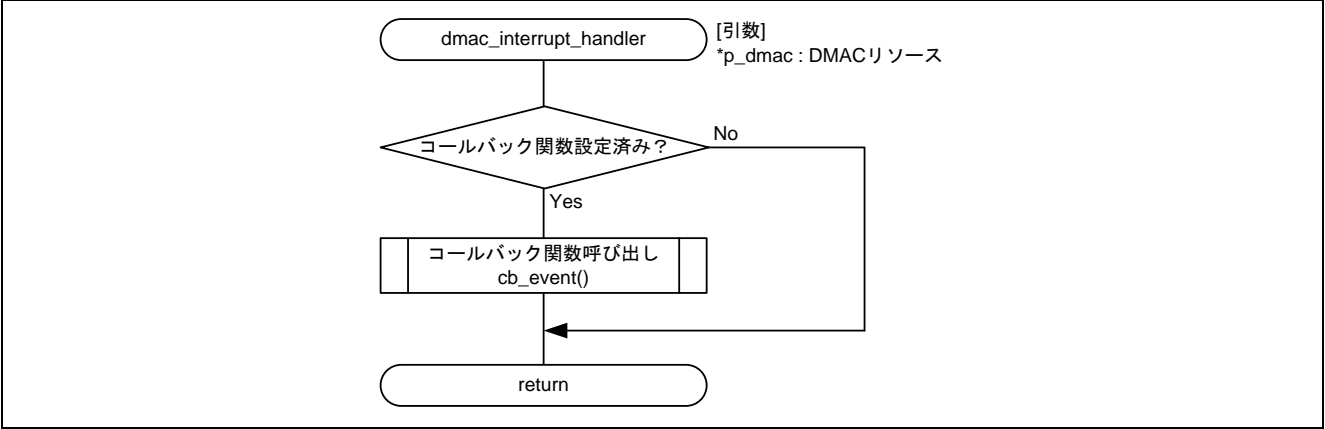 dmac_interrupt_handler
[引数]
*p_dmac : DMACリソース
コールバック関数設定済み？
No
Yes
コールバック関数呼び出し
cb_event()
return